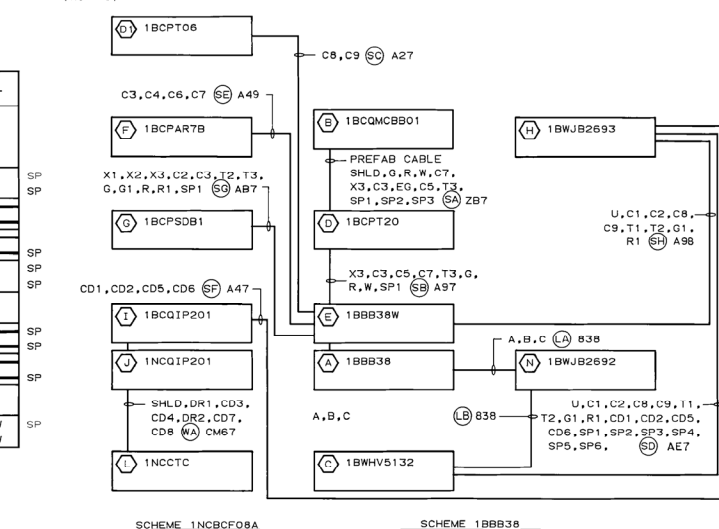 D1 1BCPT06
C8,C9 SC A27
C3,C4,C6,C7 SE A49
B 1BCQMCBB01
F 1BCPAR7B
H 1BWJB2693
PREFAB CABLE
SHLD,G,R,W,C7,
X3,C3,EG,C5,T3,
SP1,SP2,SP3 SA ZB7
X1,X2,X3,C2,C3,T2,T3,
G,G1,R,R1,SP1 SG AB7
SP
SP
G 1BCPSDB1
D 1BCPT20
U,C1,C2,C8,
C9,T1,T2,G1,
R1 SH A98
SP
SP
SP
X3,C3,C5,C7,T3,G,
R,W,SP1 SB A97
CD1,CD2,CD5,CD6 SF A47
I 1BCQIP201
E 1BBB38W
SP
SP
A,B,C LA 838
J 1NCQIP201
A 1BBB38
N 1BWJB2692
SP
SHLD,DR1,CD3,
CD4,DR2,CD7,
CD8 WA CM67
A,B,C
LB 838
U,C1,C2,C8,C9,T1,
T2,G1,R1,CD1,CD2,CD5,
CD6,SP1,SP2,SP3,SP4,
SP5,SP6, SD AE7
SP
L 1NCCTC
C 1BWHV5132
SCHEME 1NCBCF08A
SCHEME 1BBB38